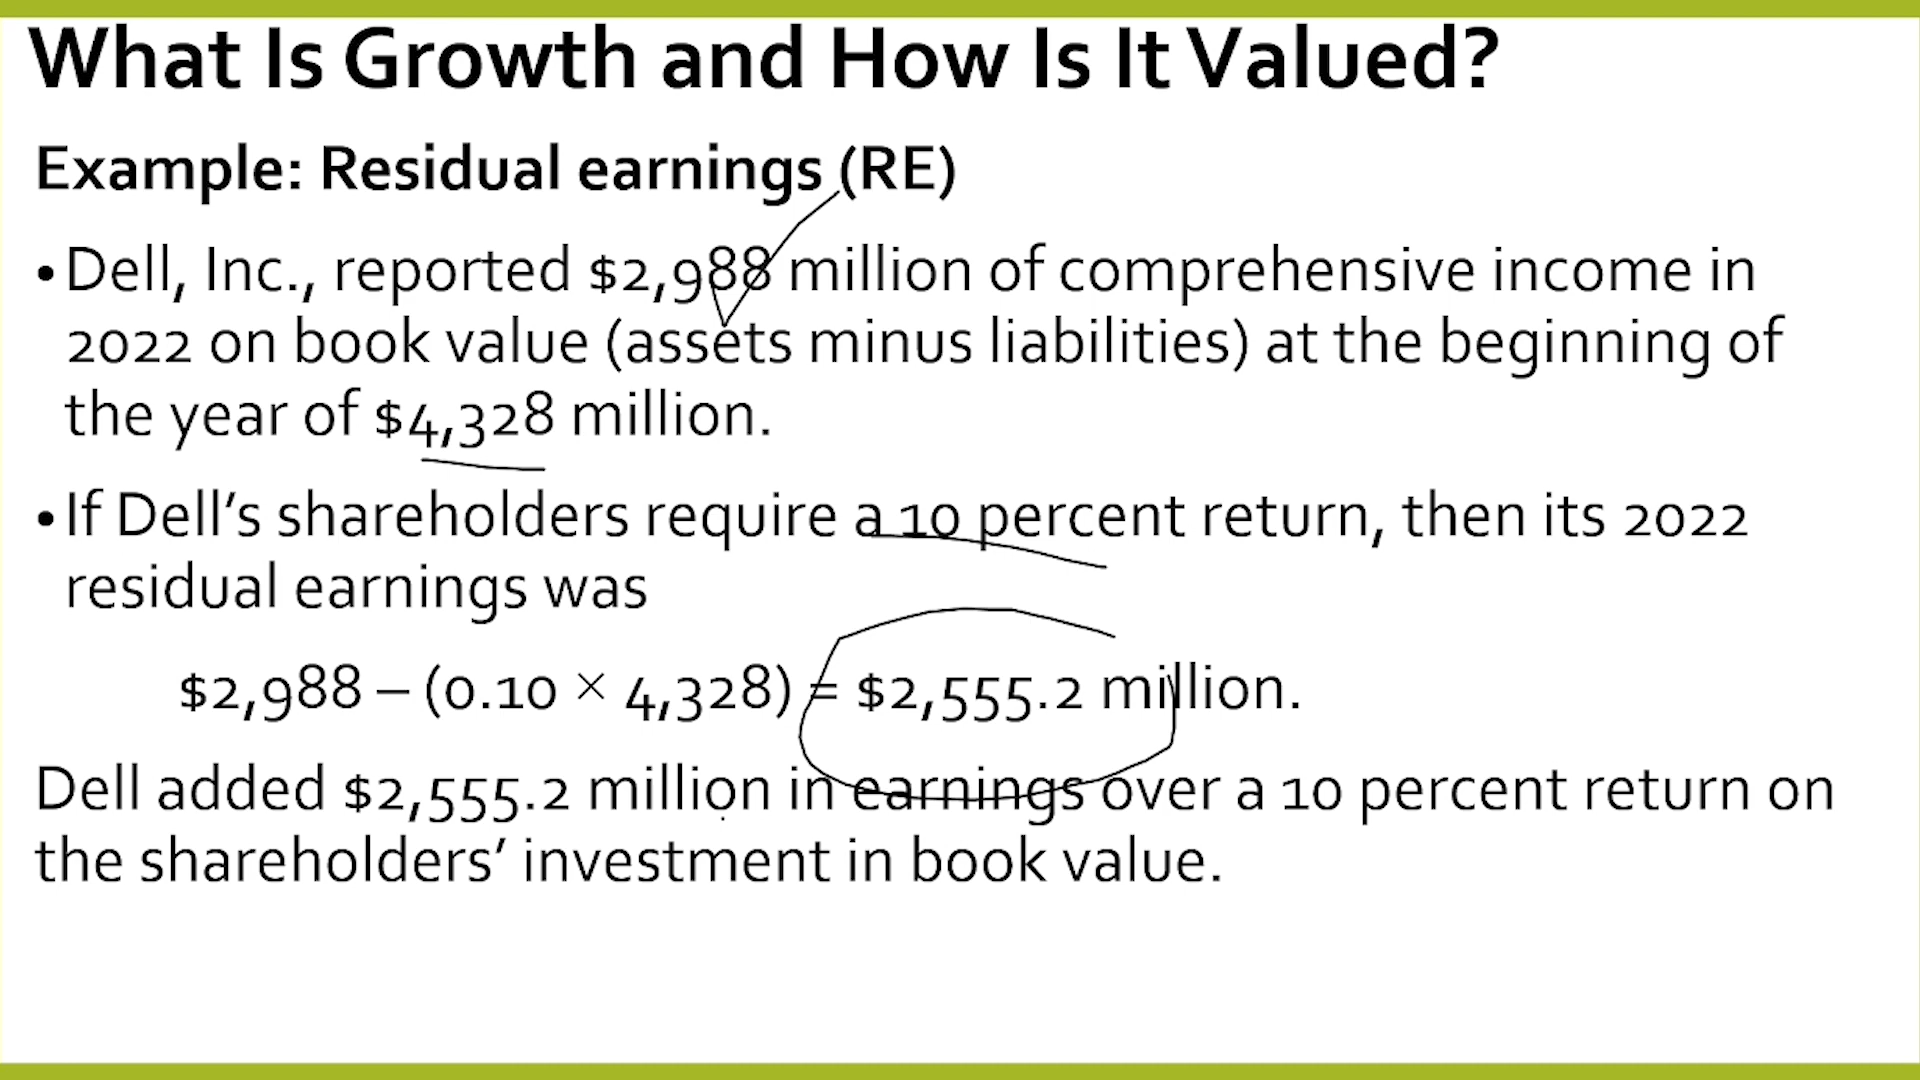 What Is Growth and How Is It Valued?
Example: Residual earnings (RE)
• Dell, Inc., reported $2,988 million of comprehensive income in
2022 on book value (assets minus liabilities) at the beginning of
the year of $4,328 million.
• If Dell’s shareholders require a 10 percent return, then its 2022
residual earnings was
$2,988 – (0.10 × 4,328) = $2,555.2 million.
Dell added $2,555.2 million in earnings over a 10 percent return on
the shareholders’ investment in book value.